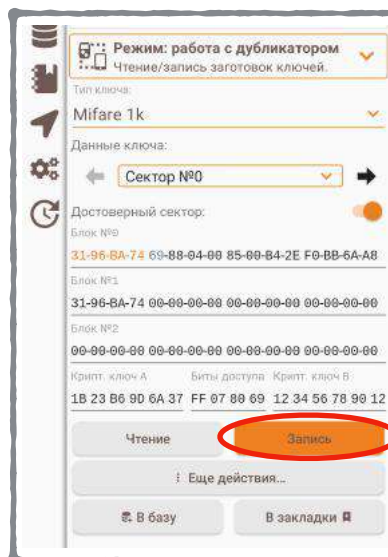 Режим: работа с дубликатором
Чтение/запись заготовок ключей.
Тип ключа:
Mifare 1k
Данные ключа:
Сектор №0
Достоверный сектор:
Блок №0
31-96-BA-74 69-88-04-00 85-00-B4-2E F0-BB-6A-A8
Блок №1
31-96-BA-74 00-00-00-00 00-00-00-00 00-00-00-00
Блок №2
00-00-00-00 00-00-00-00 00-00-00-00 00-00-00-00
Крипт. ключ A Биты доступа Крипт. ключ B
1B 23 B6 9D 6A 37 FF 07 80 69 12 34 56 78 90 12
Чтение Запись
⋮ Еще действия...
В базу В закладки